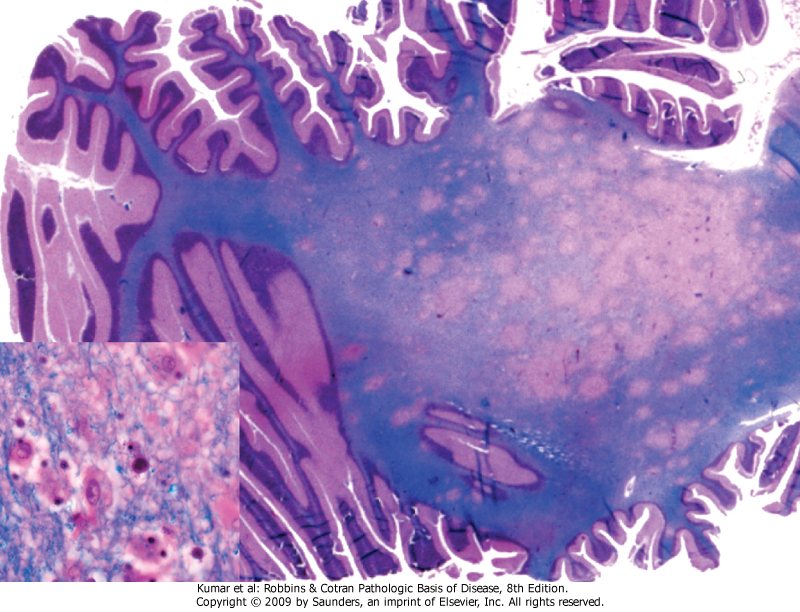 Kumar et al: Robbins & Cotran Pathologic Basis of Disease, 8th Edition.
Copyright © 2009 by Saunders, an imprint of Elsevier, Inc. All rights reserved.